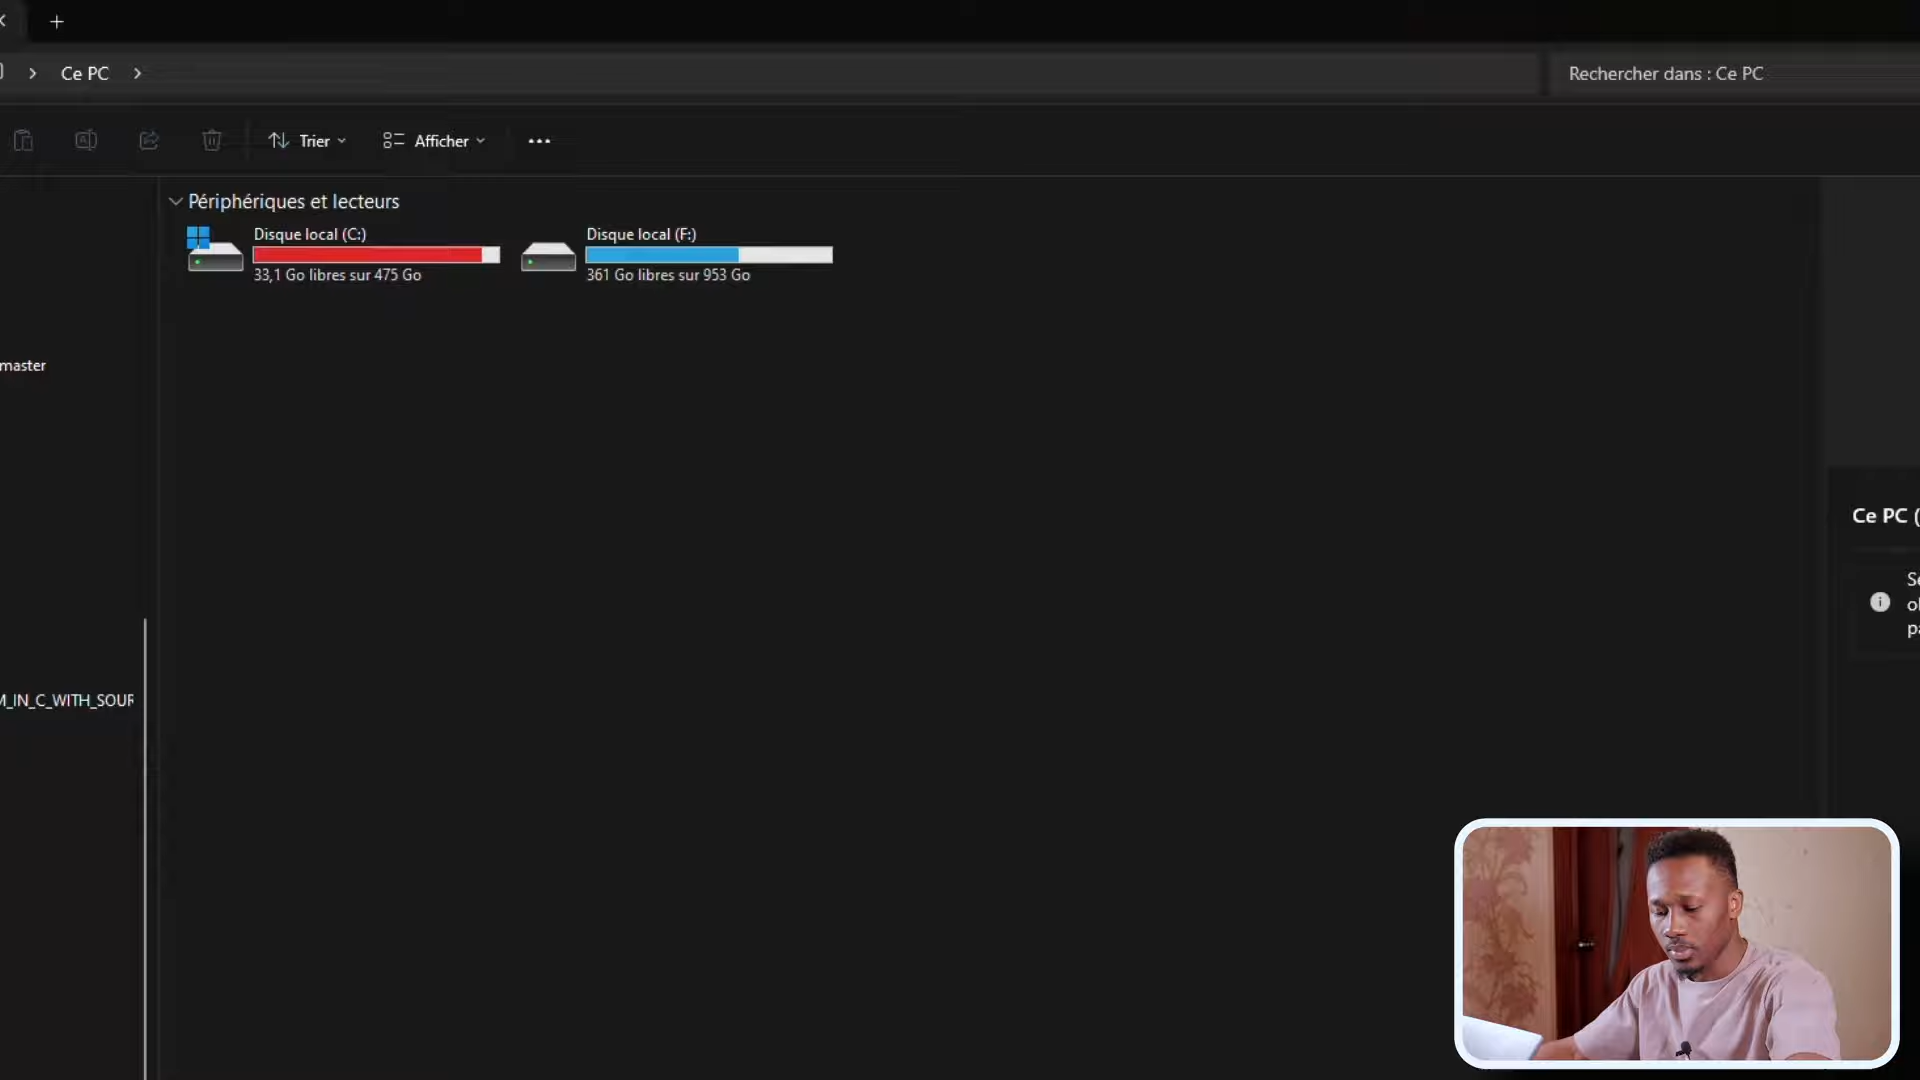 Ce PC
Rechercher dans : Ce PC
Trier
Afficher
Périphériques et lecteurs
Disque local (C:)
33,1 Go libres sur 475 Go
Disque local (F:)
361 Go libres sur 953 Go
master
M_IN_C_WITH_SOUR
Ce PC (